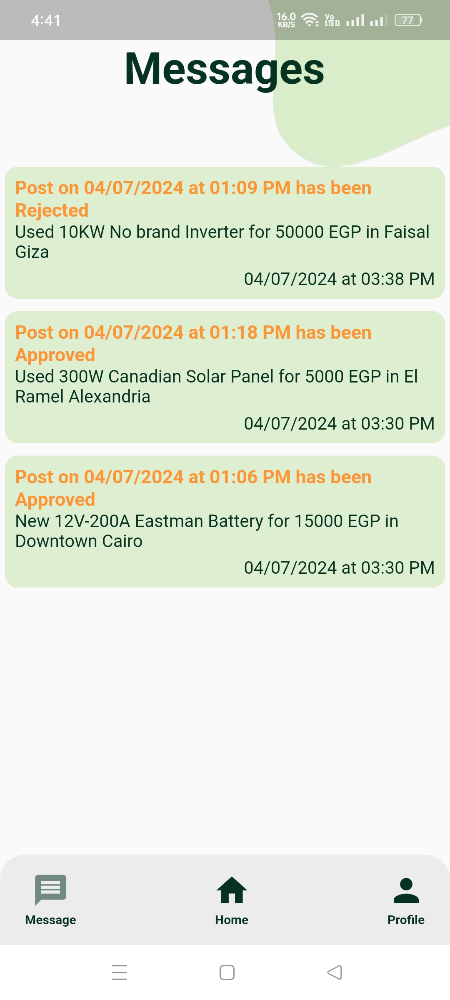 4:41
16.0
KB/S
Vo
LTE D
77
Messages
Post on 04/07/2024 at 01:09 PM has been
Rejected
Used 10KW No brand Inverter for 50000 EGP in Faisal
Giza
04/07/2024 at 03:38 PM
Post on 04/07/2024 at 01:18 PM has been
Approved
Used 300W Canadian Solar Panel for 5000 EGP in El
Ramel Alexandria
04/07/2024 at 03:30 PM
Post on 04/07/2024 at 01:06 PM has been
Approved
New 12V-200A Eastman Battery for 15000 EGP in
Downtown Cairo
04/07/2024 at 03:30 PM
Message
Home
Profile